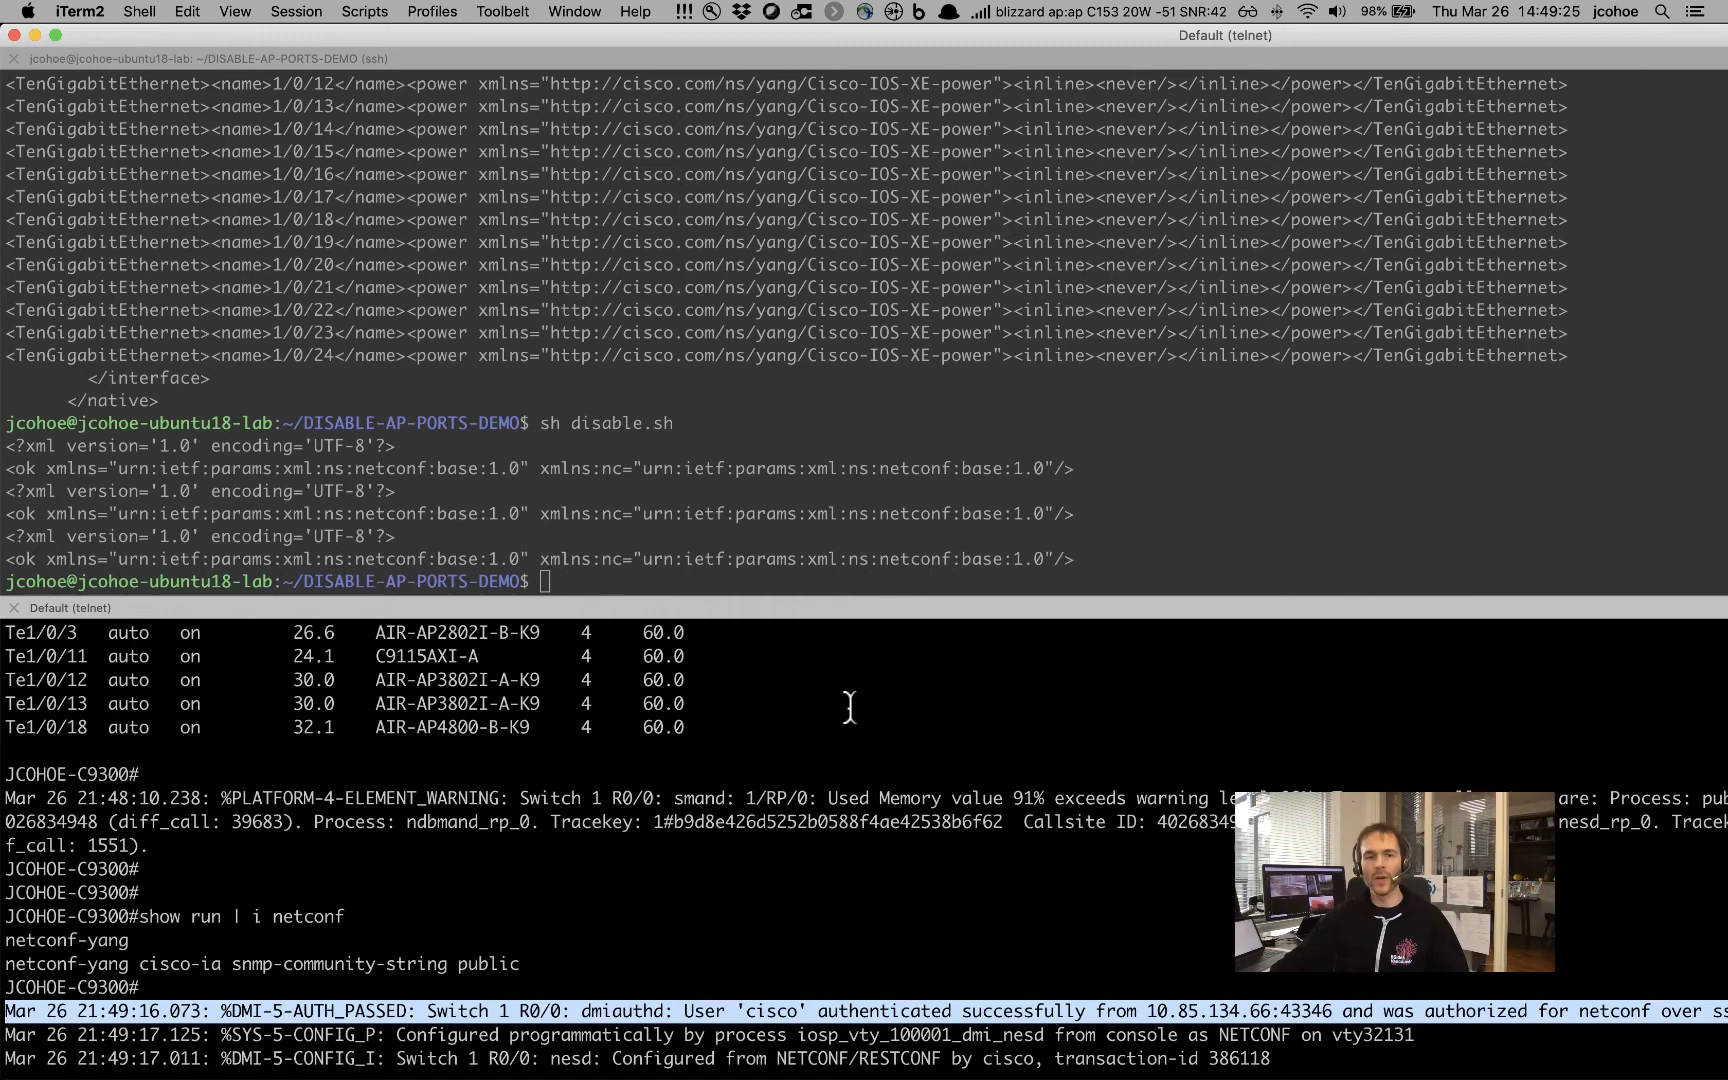 iTerm2 Shell Edit View Session Scripts Profiles Toolbelt Window Help blizzard ap:ap C153 20W -51 SNR:42 98% Thu Mar 26 14:49:25 jcohoe
Default (telnet)
jcohoe@jcohoe-ubuntu18-lab: ~/DISABLE-AP-PORTS-DEMO (ssh)
<TenGigabitEthernet><name>1/0/12</name><power xmlns="http://cisco.com/ns/yang/Cisco-IOS-XE-power"><inline><never/></inline></power></TenGigabitEthernet>
<TenGigabitEthernet><name>1/0/13</name><power xmlns="http://cisco.com/ns/yang/Cisco-IOS-XE-power"><inline><never/></inline></power></TenGigabitEthernet>
<TenGigabitEthernet><name>1/0/14</name><power xmlns="http://cisco.com/ns/yang/Cisco-IOS-XE-power"><inline><never/></inline></power></TenGigabitEthernet>
<TenGigabitEthernet><name>1/0/15</name><power xmlns="http://cisco.com/ns/yang/Cisco-IOS-XE-power"><inline><never/></inline></power></TenGigabitEthernet>
<TenGigabitEthernet><name>1/0/16</name><power xmlns="http://cisco.com/ns/yang/Cisco-IOS-XE-power"><inline><never/></inline></power></TenGigabitEthernet>
<TenGigabitEthernet><name>1/0/17</name><power xmlns="http://cisco.com/ns/yang/Cisco-IOS-XE-power"><inline><never/></inline></power></TenGigabitEthernet>
<TenGigabitEthernet><name>1/0/18</name><power xmlns="http://cisco.com/ns/yang/Cisco-IOS-XE-power"><inline><never/></inline></power></TenGigabitEthernet>
<TenGigabitEthernet><name>1/0/19</name><power xmlns="http://cisco.com/ns/yang/Cisco-IOS-XE-power"><inline><never/></inline></power></TenGigabitEthernet>
<TenGigabitEthernet><name>1/0/20</name><power xmlns="http://cisco.com/ns/yang/Cisco-IOS-XE-power"><inline><never/></inline></power></TenGigabitEthernet>
<TenGigabitEthernet><name>1/0/21</name><power xmlns="http://cisco.com/ns/yang/Cisco-IOS-XE-power"><inline><never/></inline></power></TenGigabitEthernet>
<TenGigabitEthernet><name>1/0/22</name><power xmlns="http://cisco.com/ns/yang/Cisco-IOS-XE-power"><inline><never/></inline></power></TenGigabitEthernet>
<TenGigabitEthernet><name>1/0/23</name><power xmlns="http://cisco.com/ns/yang/Cisco-IOS-XE-power"><inline><never/></inline></power></TenGigabitEthernet>
<TenGigabitEthernet><name>1/0/24</name><power xmlns="http://cisco.com/ns/yang/Cisco-IOS-XE-power"><inline><never/></inline></power></TenGigabitEthernet>
</interface>
</native>
jcohoe@jcohoe-ubuntu18-lab:~/DISABLE-AP-PORTS-DEMO$ sh disable.sh
<?xml version='1.0' encoding='UTF-8'?>
<ok xmlns="urn:ietf:params:xml:ns:netconf:base:1.0" xmlns:nc="urn:ietf:params:xml:ns:netconf:base:1.0"/>
<?xml version='1.0' encoding='UTF-8'?>
<ok xmlns="urn:ietf:params:xml:ns:netconf:base:1.0" xmlns:nc="urn:ietf:params:xml:ns:netconf:base:1.0"/>
<?xml version='1.0' encoding='UTF-8'?>
<ok xmlns="urn:ietf:params:xml:ns:netconf:base:1.0" xmlns:nc="urn:ietf:params:xml:ns:netconf:base:1.0"/>
jcohoe@jcohoe-ubuntu18-lab:~/DISABLE-AP-PORTS-DEMO$
Default (telnet)
Te1/0/3 auto on 26.6 AIR-AP2802I-B-K9 4 60.0
Te1/0/11 auto on 24.1 C9115AXI-A 4 60.0
Te1/0/12 auto on 30.0 AIR-AP3802I-A-K9 4 60.0
Te1/0/13 auto on 30.0 AIR-AP3802I-A-K9 4 60.0
Te1/0/18 auto on 32.1 AIR-AP4800-B-K9 4 60.0
JCOHOE-C9300#
Mar 26 21:48:10.238: %PLATFORM-4-ELEMENT_WARNING: Switch 1 R0/0: smand: 1/RP/0: Used Memory value 91% exceeds warning le are: Process: pub
026834948 (diff_call: 39683). Process: ndbmand_rp_0. Tracekey: 1#b9d8e426d5252b0588f4ae42538b6f62 Callsite ID: 40268349 nesd_rp_0. Tracek
f_call: 1551).
JCOHOE-C9300#
JCOHOE-C9300#
JCOHOE-C9300#show run | i netconf
netconf-yang
netconf-yang cisco-ia snmp-community-string public
JCOHOE-C9300#
Mar 26 21:49:16.073: %DMI-5-AUTH_PASSED: Switch 1 R0/0: dmiauthd: User 'cisco' authenticated successfully from 10.85.134.66:43346 and was authorized for netconf over ss
Mar 26 21:49:17.125: %SYS-5-CONFIG_P: Configured programmatically by process iosp_vty_100001_dmi_nesd from console as NETCONF on vty32131
Mar 26 21:49:17.011: %DMI-5-CONFIG_I: Switch 1 R0/0: nesd: Configured from NETCONF/RESTCONF by cisco, transaction-id 386118